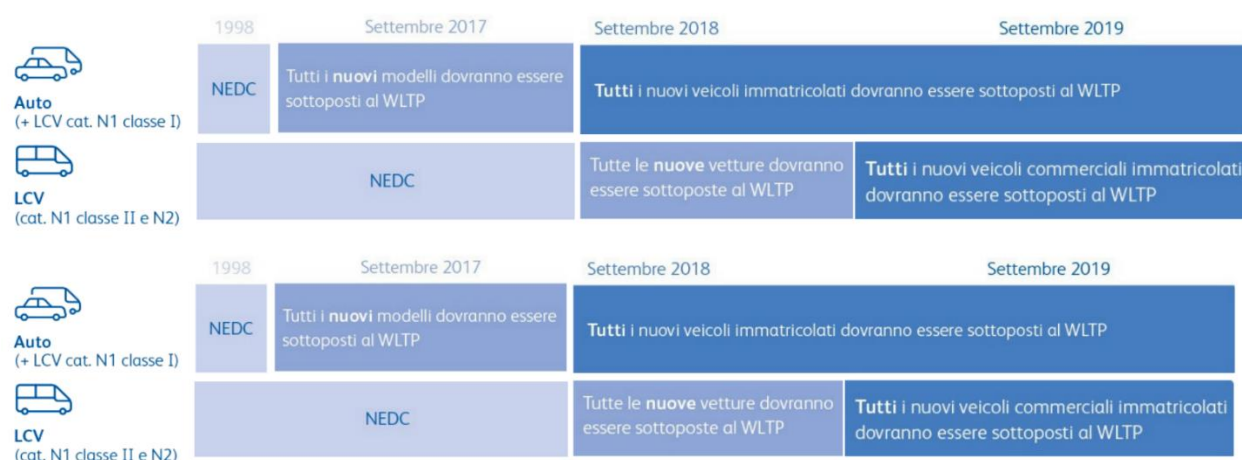 1998 Settembre 2017 Settembre 2018 Settembre 2019
Auto
(+ LCV cat. N1 classe I)
NEDC
Tutti i nuovi modelli dovranno essere
sottoposti al WLTP
Tutti i nuovi veicoli immatricolati dovranno essere sottoposti al WLTP
LCV
(cat. N1 classe II e N2)
NEDC
Tutte le nuove vetture dovranno
essere sottoposte al WLTP
Tutti i nuovi veicoli commerciali immatricolati
dovranno essere sottoposti al WLTP
1998 Settembre 2017 Settembre 2018 Settembre 2019
Auto
(+ LCV cat. N1 classe I)
NEDC
Tutti i nuovi modelli dovranno essere
sottoposti al WLTP
Tutti i nuovi veicoli immatricolati dovranno essere sottoposti al WLTP
LCV
(cat. N1 classe II e N2)
NEDC
Tutte le nuove vetture dovranno
essere sottoposte al WLTP
Tutti i nuovi veicoli commerciali immatricolati
dovranno essere sottoposti al WLTP